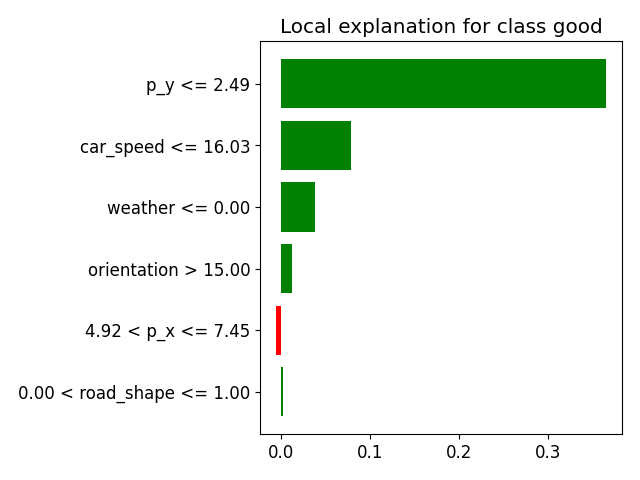 Local explanation for class good
p_y <= 2.49
car_speed <= 16.03
weather <= 0.00
orientation > 15.00
4.92 < p_x <= 7.45
0.00 < road_shape <= 1.00
0.0 0.1 0.2 0.3